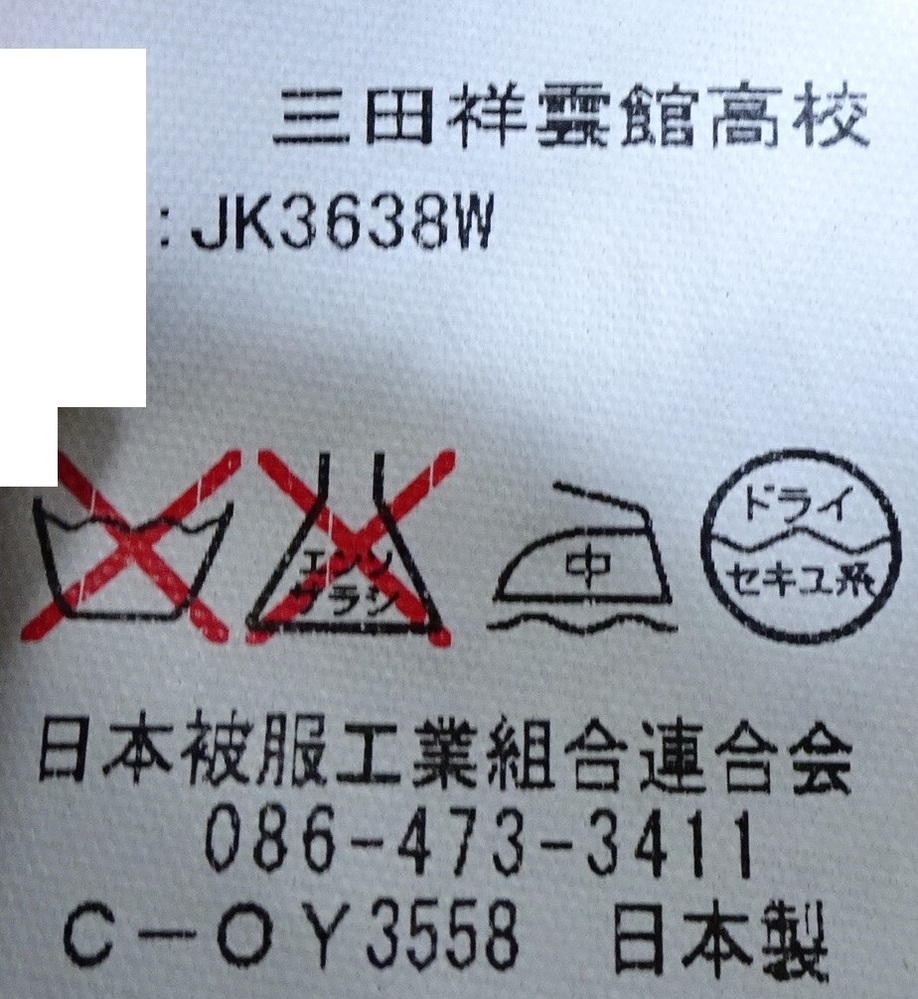 三田祥雲館高校
:JK3638W
エンソ
サラシ
中
ドライ
セキユ系
日本被服工業組合連合会
086-473-3411
C-OY3558 日本製